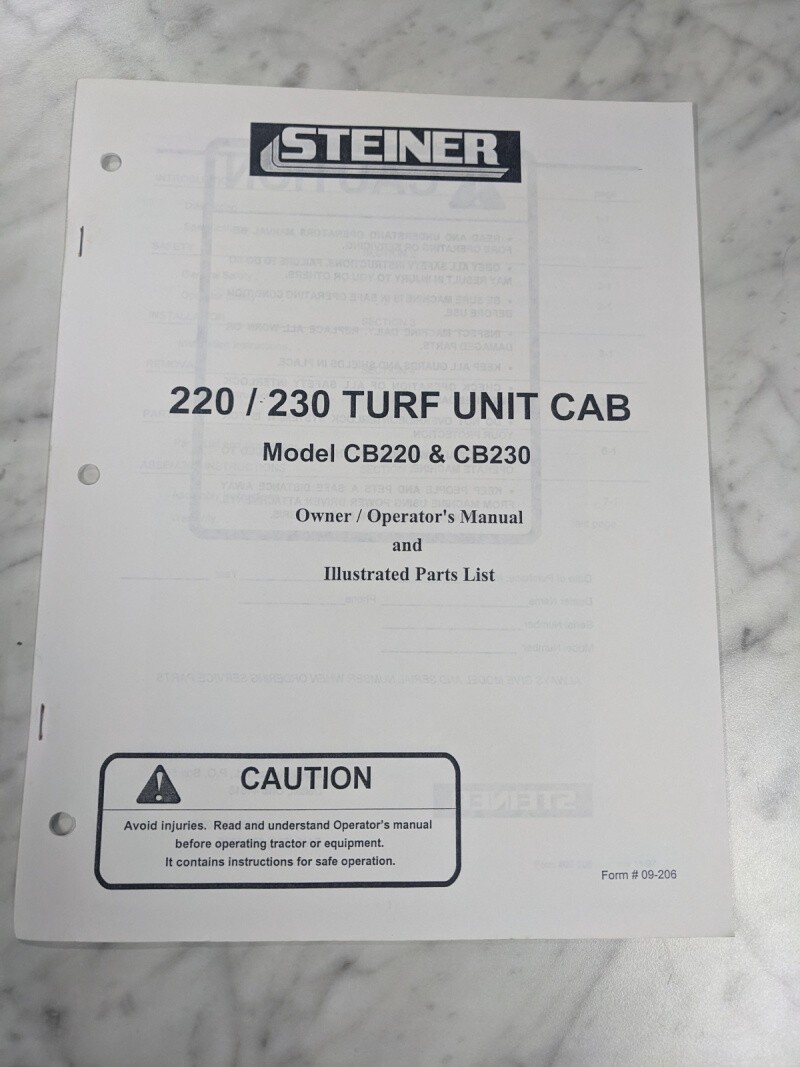 STEINER
220 / 230 TURF UNIT CAB
Model CB220 & CB230
Owner / Operator's Manual
and
Illustrated Parts List
CAUTION
Avoid injuries. Read and understand Operator's manual
before operating tractor or equipment.
It contains instructions for safe operation.
Form # 09-206